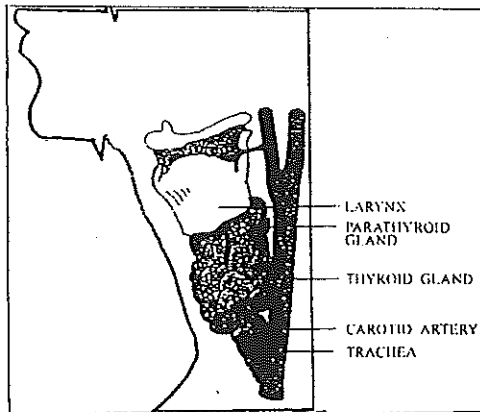 LARYNX
PARATHYROID
GLAND
THYROID GLAND
CAROTID ARTERY
TRACHEA